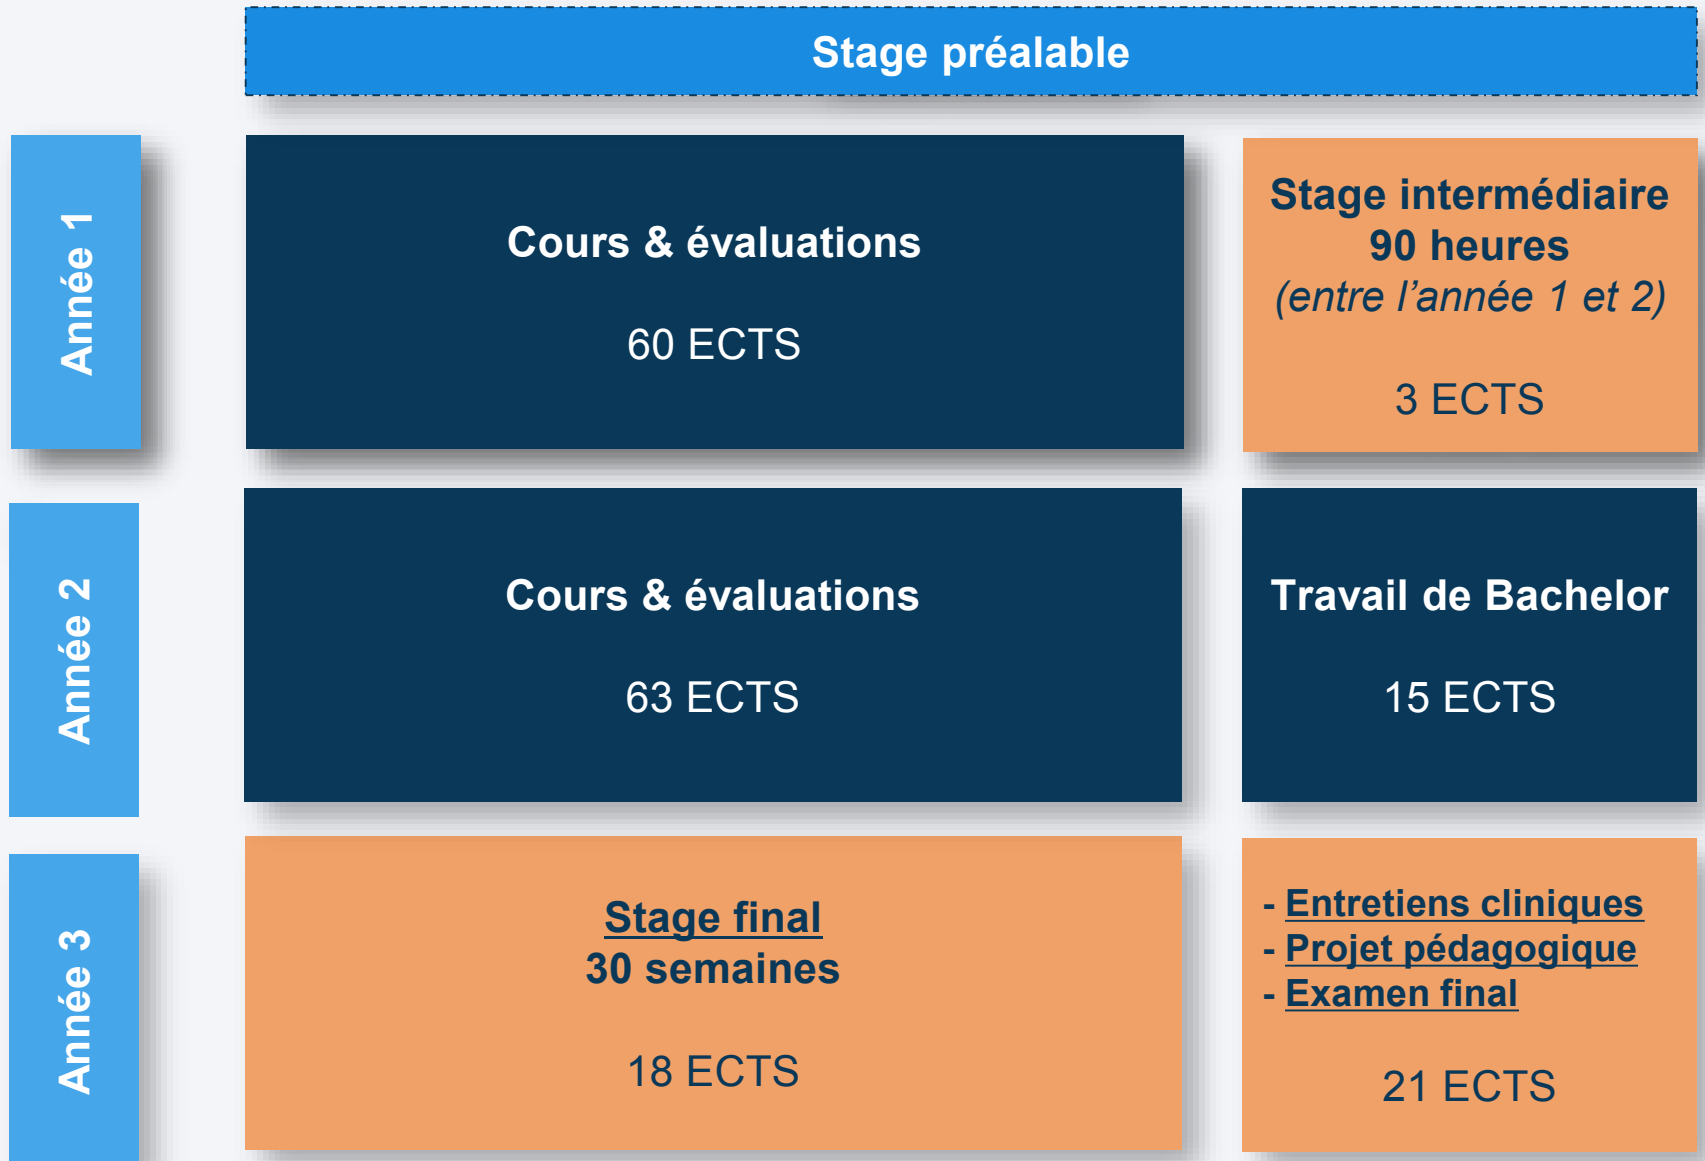 Stage préalable
Année 1
Cours & évaluations
60 ECTS
Stage intermédiaire
90 heures
(entre l’année 1 et 2)
3 ECTS
Année 2
Cours & évaluations
63 ECTS
Travail de Bachelor
15 ECTS
Année 3
Stage final
30 semaines
18 ECTS
- Entretiens cliniques
- Projet pédagogique
- Examen final
21 ECTS